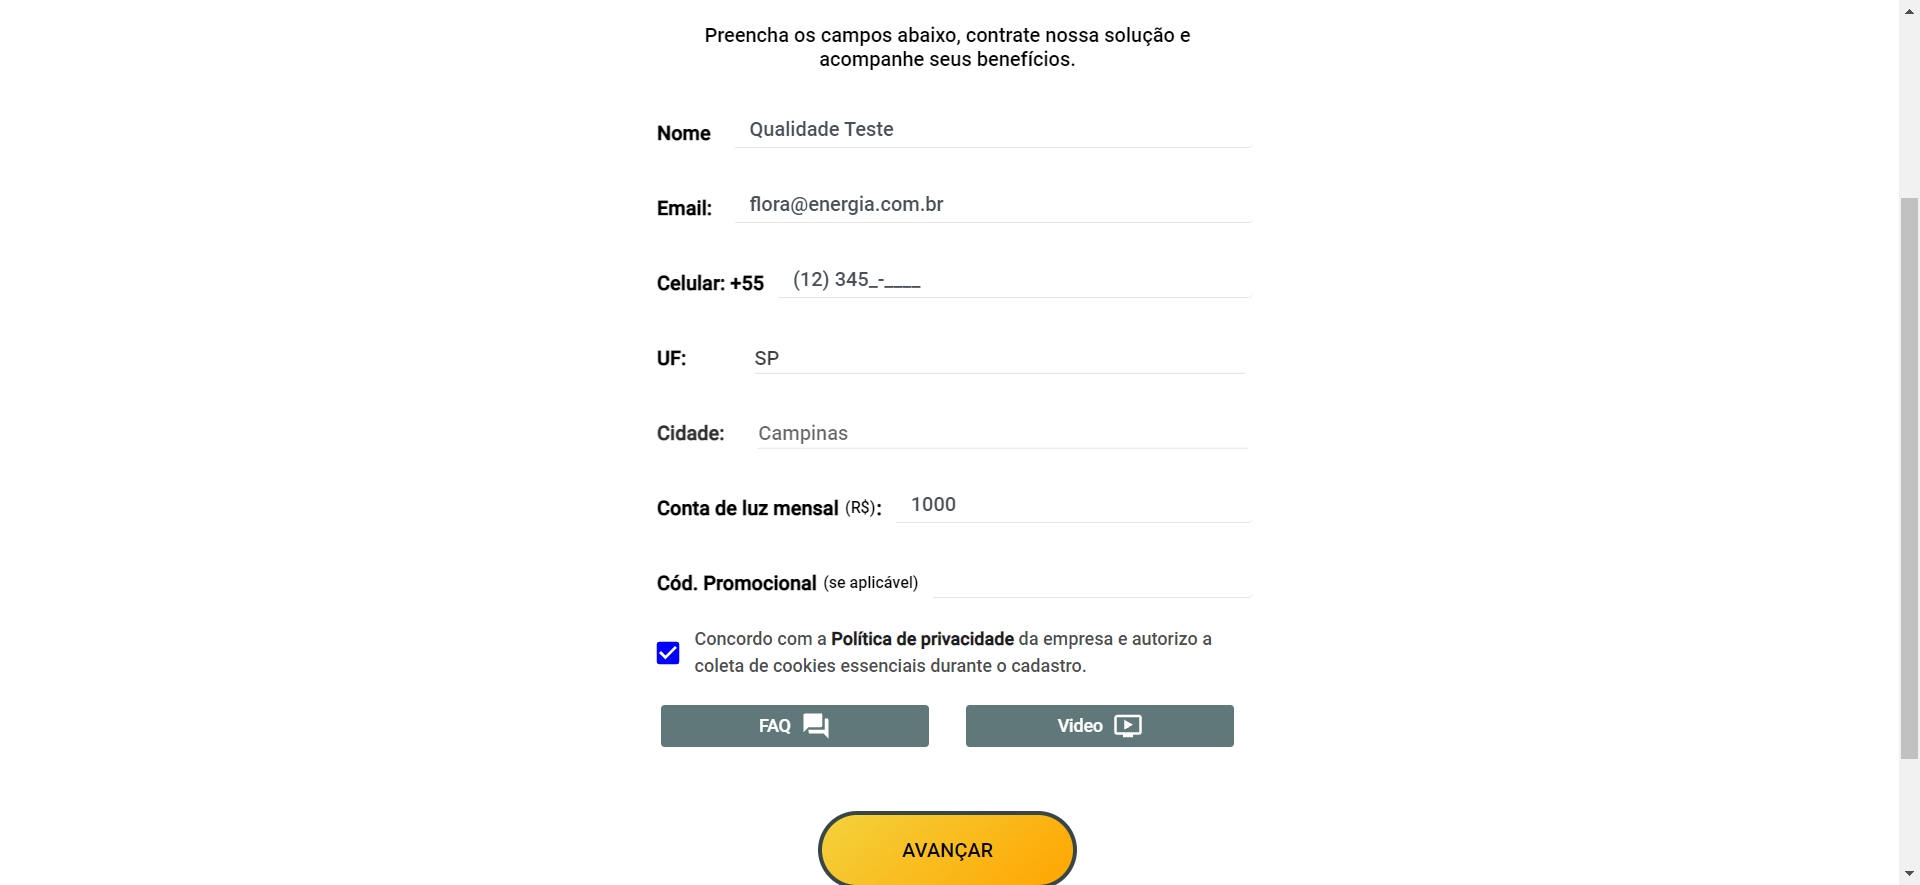 Preencha os campos abaixo, contrate nossa solução e
acompanhe seus benefícios.
Nome Qualidade Teste
Email: flora@energia.com.br
Celular: +55 (12) 345_-____
UF: SP
Cidade: Campinas
Conta de luz mensal (R$): 1000
Cód. Promocional (se aplicável)
Concordo com a Política de privacidade da empresa e autorizo a
coleta de cookies essenciais durante o cadastro.
FAQ Video
AVANÇAR